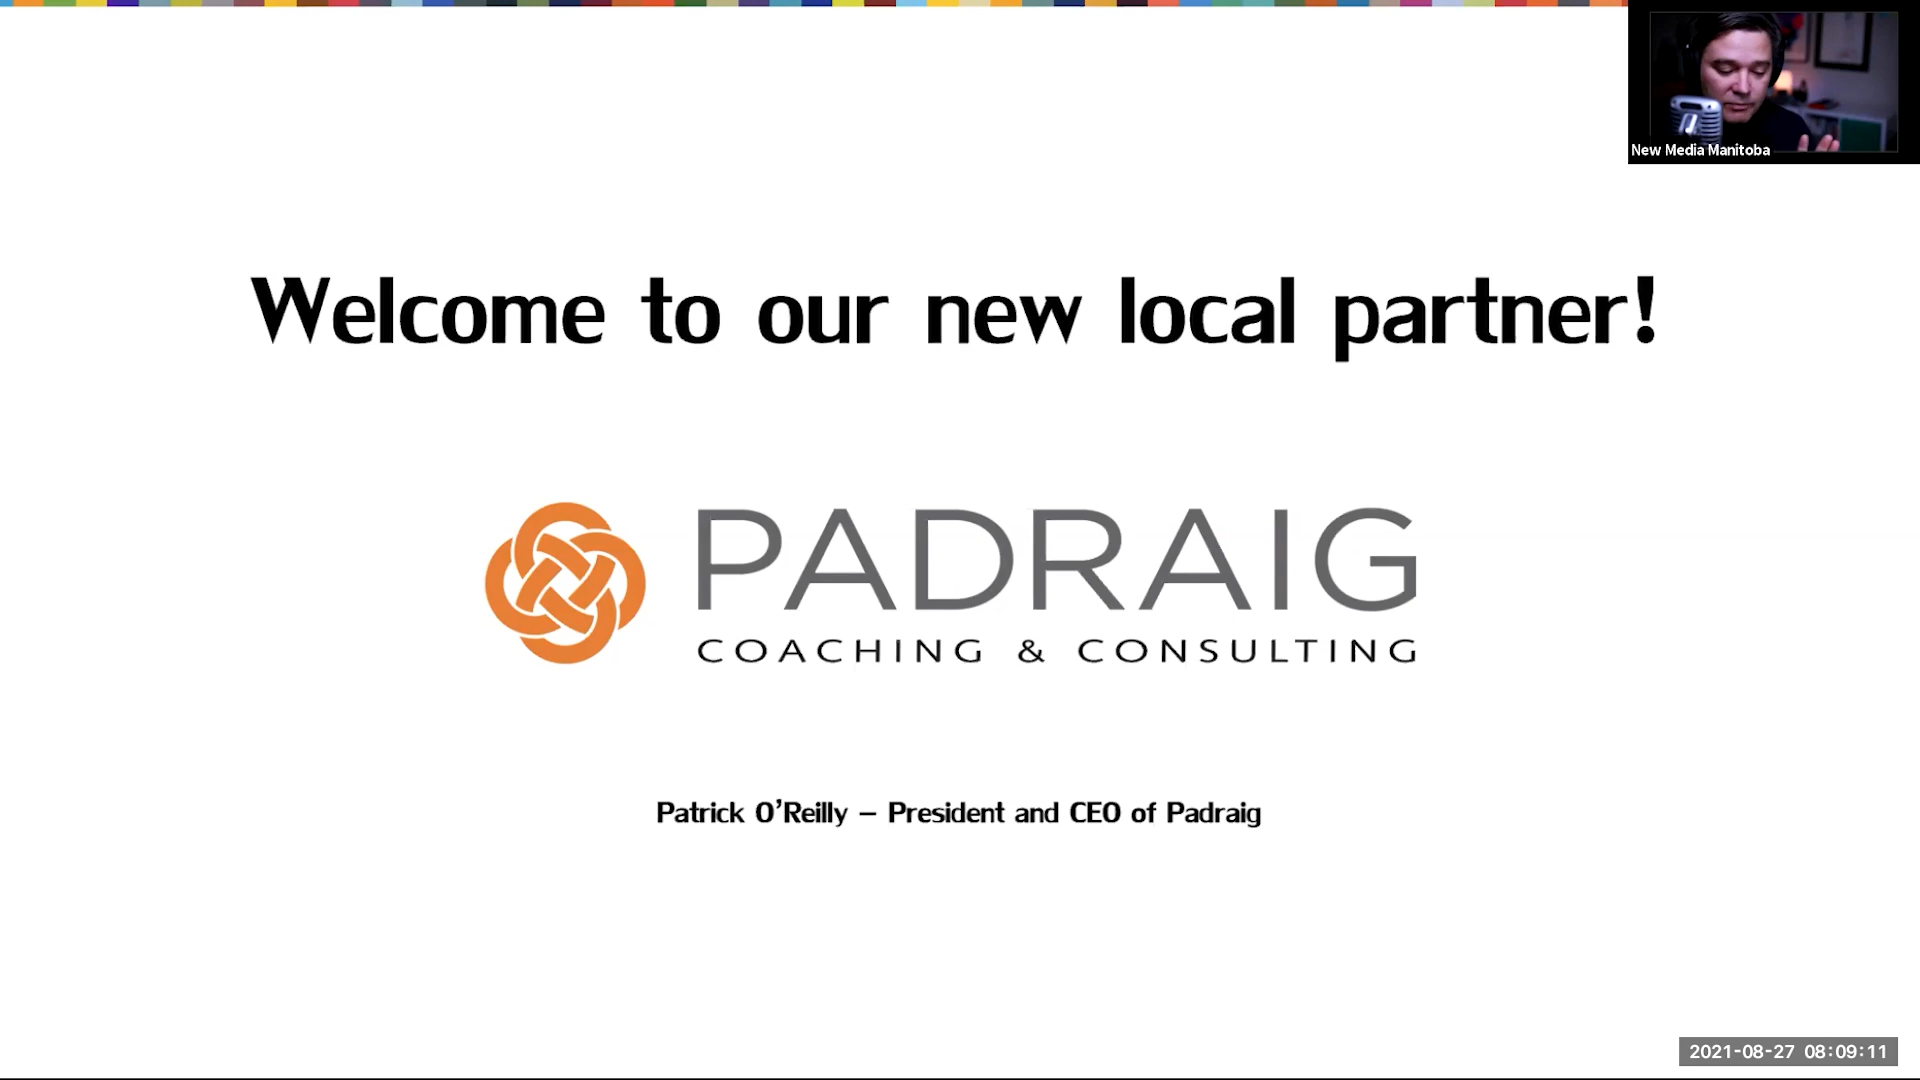 New Media Manitoba
Welcome to our new local partner!
PADRAIG
COACHING & CONSULTING
Patrick O’Reilly – President and CEO of Padraig
2021-08-27 08:09:11